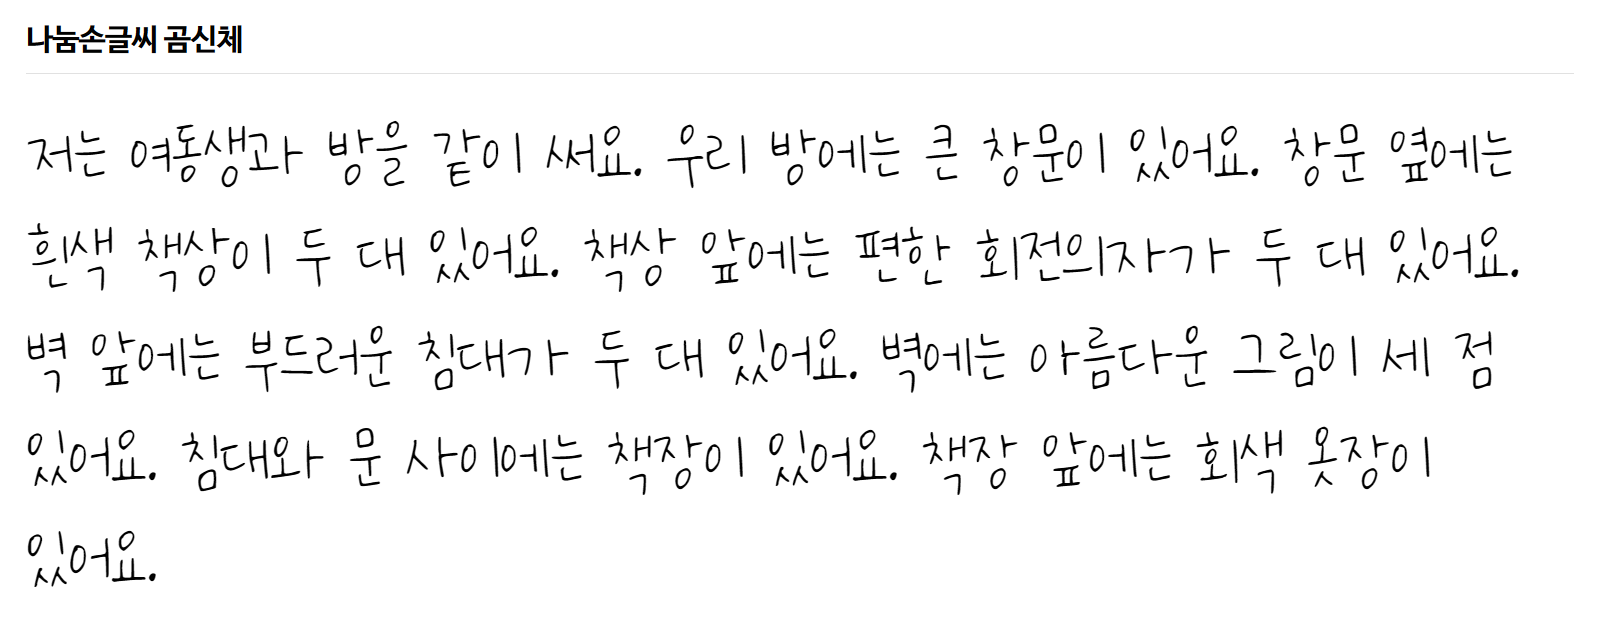 나눔손글씨 곰신체
저는 여동생과 방을 같이 써요. 우리 방에는 큰 창문이 있어요. 창문 옆에는
흰색 책상이 두 대 있어요. 책상 앞에는 편한 회전의자가 두 대 있어요.
벽 앞에는 부드러운 침대가 두 대 있어요. 벽에는 아름다운 그림이 세 점
있어요. 침대와 문 사이에는 책장이 있어요. 책장 앞에는 회색 옷장이
있어요.